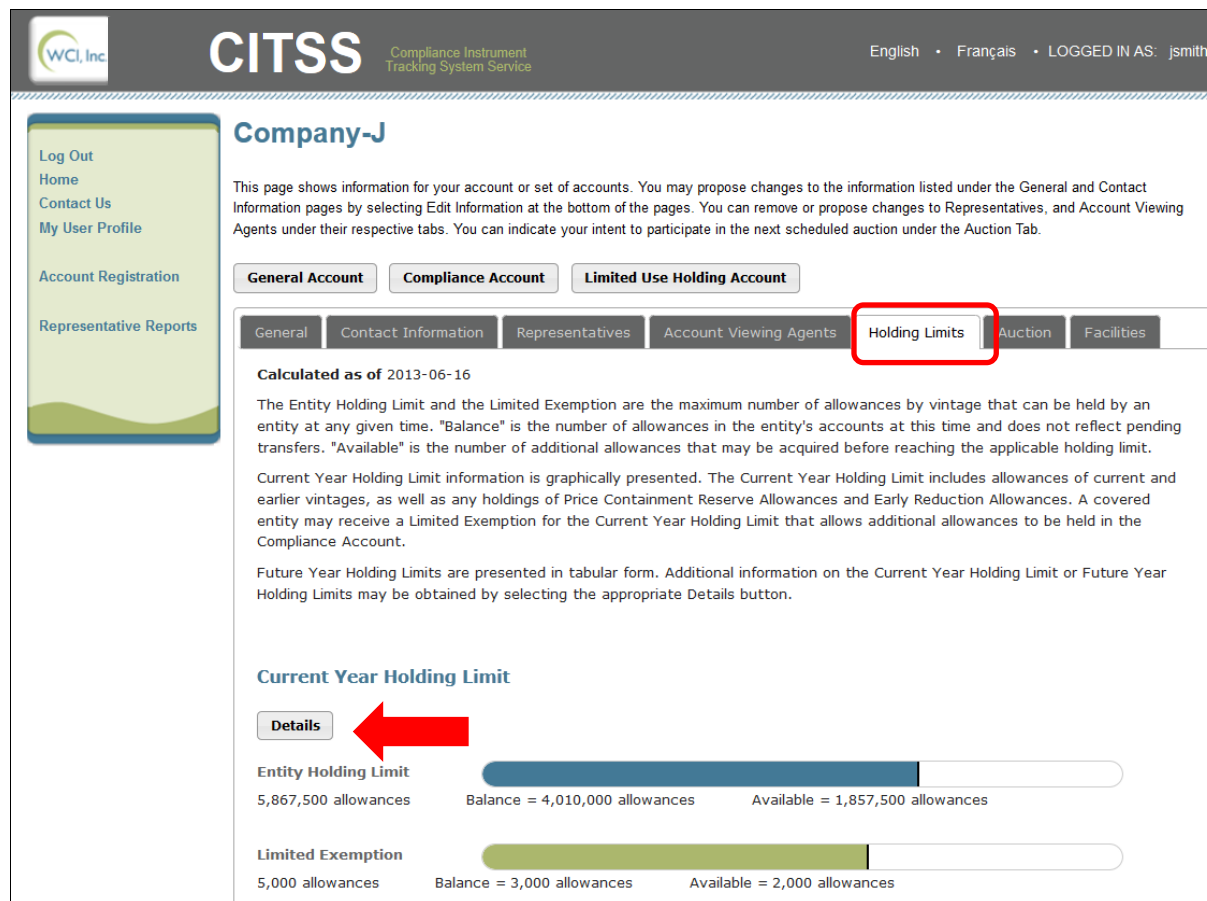 WCI, Inc.
CITSS
Compliance Instrument
Tracking System Service
English • Français • LOGGED IN AS: jsmith
Log Out
Home
Contact Us
My User Profile
Account Registration
Representative Reports
Company-J
This page shows information for your account or set of accounts. You may propose changes to the information listed under the General and Contact
Information pages by selecting Edit Information at the bottom of the pages. You can remove or propose changes to Representatives, and Account Viewing
Agents under their respective tabs. You can indicate your intent to participate in the next scheduled auction under the Auction Tab.
General Account Compliance Account Limited Use Holding Account
General Contact Information Representatives Account Viewing Agents Holding Limits Auction Facilities
Calculated as of 2013-06-16
The Entity Holding Limit and the Limited Exemption are the maximum number of allowances by vintage that can be held by an
entity at any given time. "Balance" is the number of allowances in the entity's accounts at this time and does not reflect pending
transfers. "Available" is the number of additional allowances that may be acquired before reaching the applicable holding limit.
Current Year Holding Limit information is graphically presented. The Current Year Holding Limit includes allowances of current and
earlier vintages, as well as any holdings of Price Containment Reserve Allowances and Early Reduction Allowances. A covered
entity may receive a Limited Exemption for the Current Year Holding Limit that allows additional allowances to be held in the
Compliance Account.
Future Year Holding Limits are presented in tabular form. Additional information on the Current Year Holding Limit or Future Year
Holding Limits may be obtained by selecting the appropriate Details button.
Current Year Holding Limit
Details
Entity Holding Limit
5,867,500 allowances Balance = 4,010,000 allowances Available = 1,857,500 allowances
Limited Exemption
5,000 allowances Balance = 3,000 allowances Available = 2,000 allowances